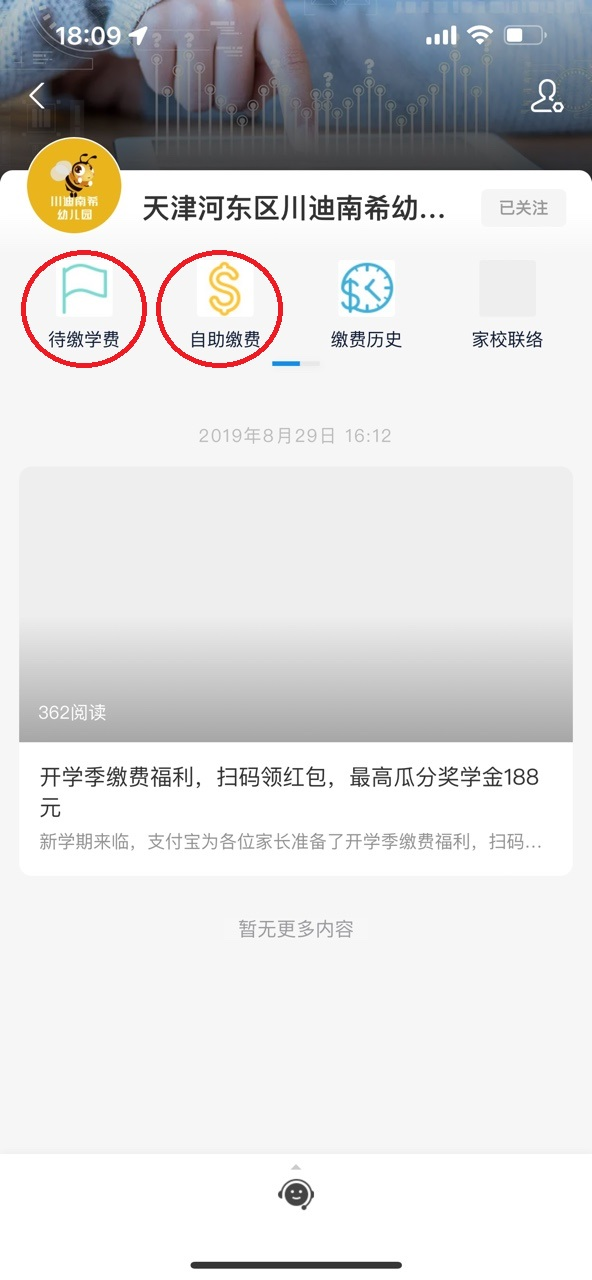 18:09
川迪南希
幼儿园
天津河东区川迪南希幼...
已关注
待缴学费
自助缴费
缴费历史
家校联络
2019年8月29日 16:12
362阅读
开学季缴费福利，扫码领红包，最高瓜分奖学金188
元
新学期来临，支付宝为各位家长准备了开学季缴费福利，扫码...
暂无更多内容